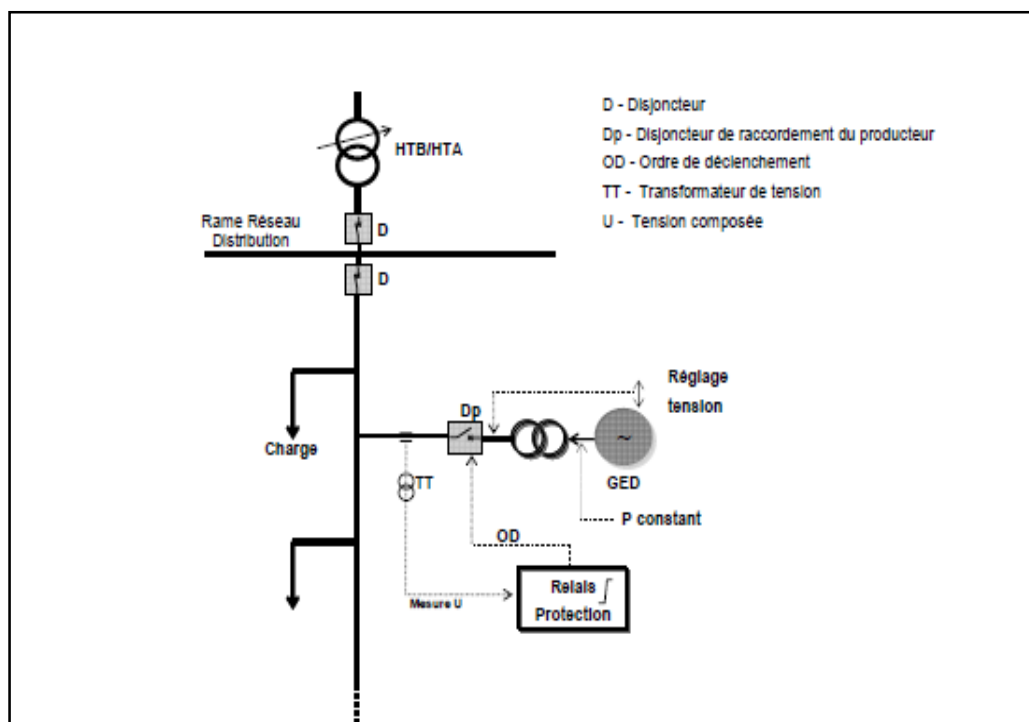 D - Disjoncteur
Dp - Disjoncteur de raccordement du producteur
OD - Ordre de déclenchement
TT - Transformateur de tension
U - Tension composée
HTB/HTA
Rame Réseau
Distribution
D
D
Réglage
tension
Dp
Charge
~
TT
GED
P constant
OD
Mesure U
Relais
Protection